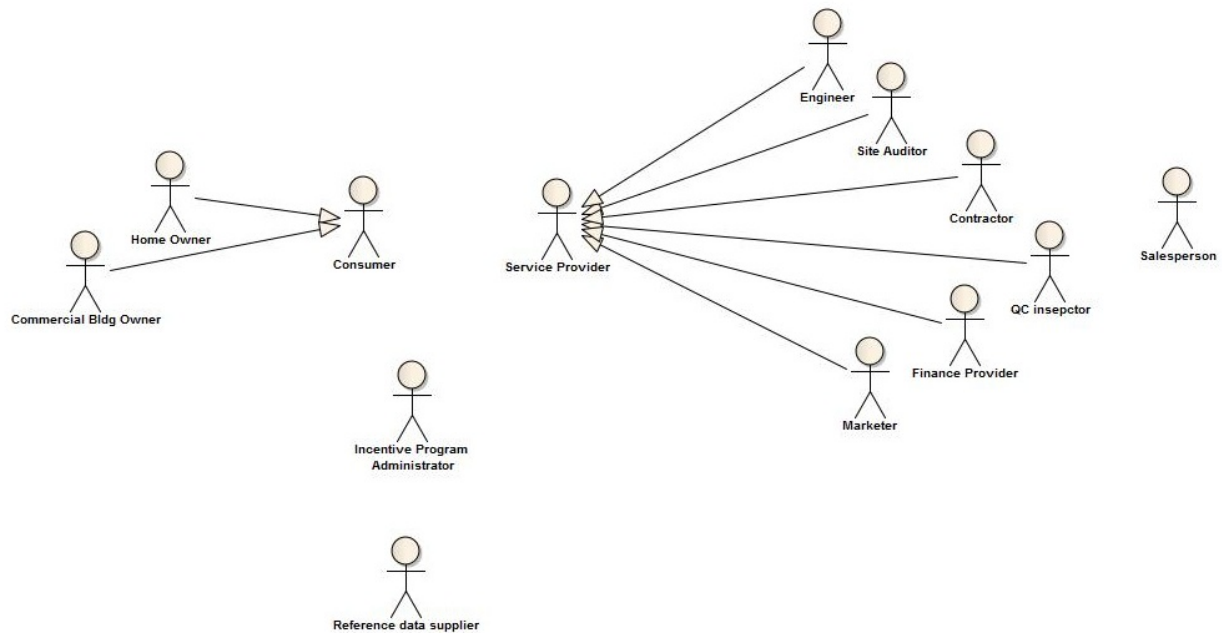 Engineer
Site Auditor
Home Owner
Consumer
Service Provider
Contractor
Salesperson
Commercial Bldg Owner
QC insepctor
Finance Provider
Marketer
Incentive Program
Administrator
Reference data supplier